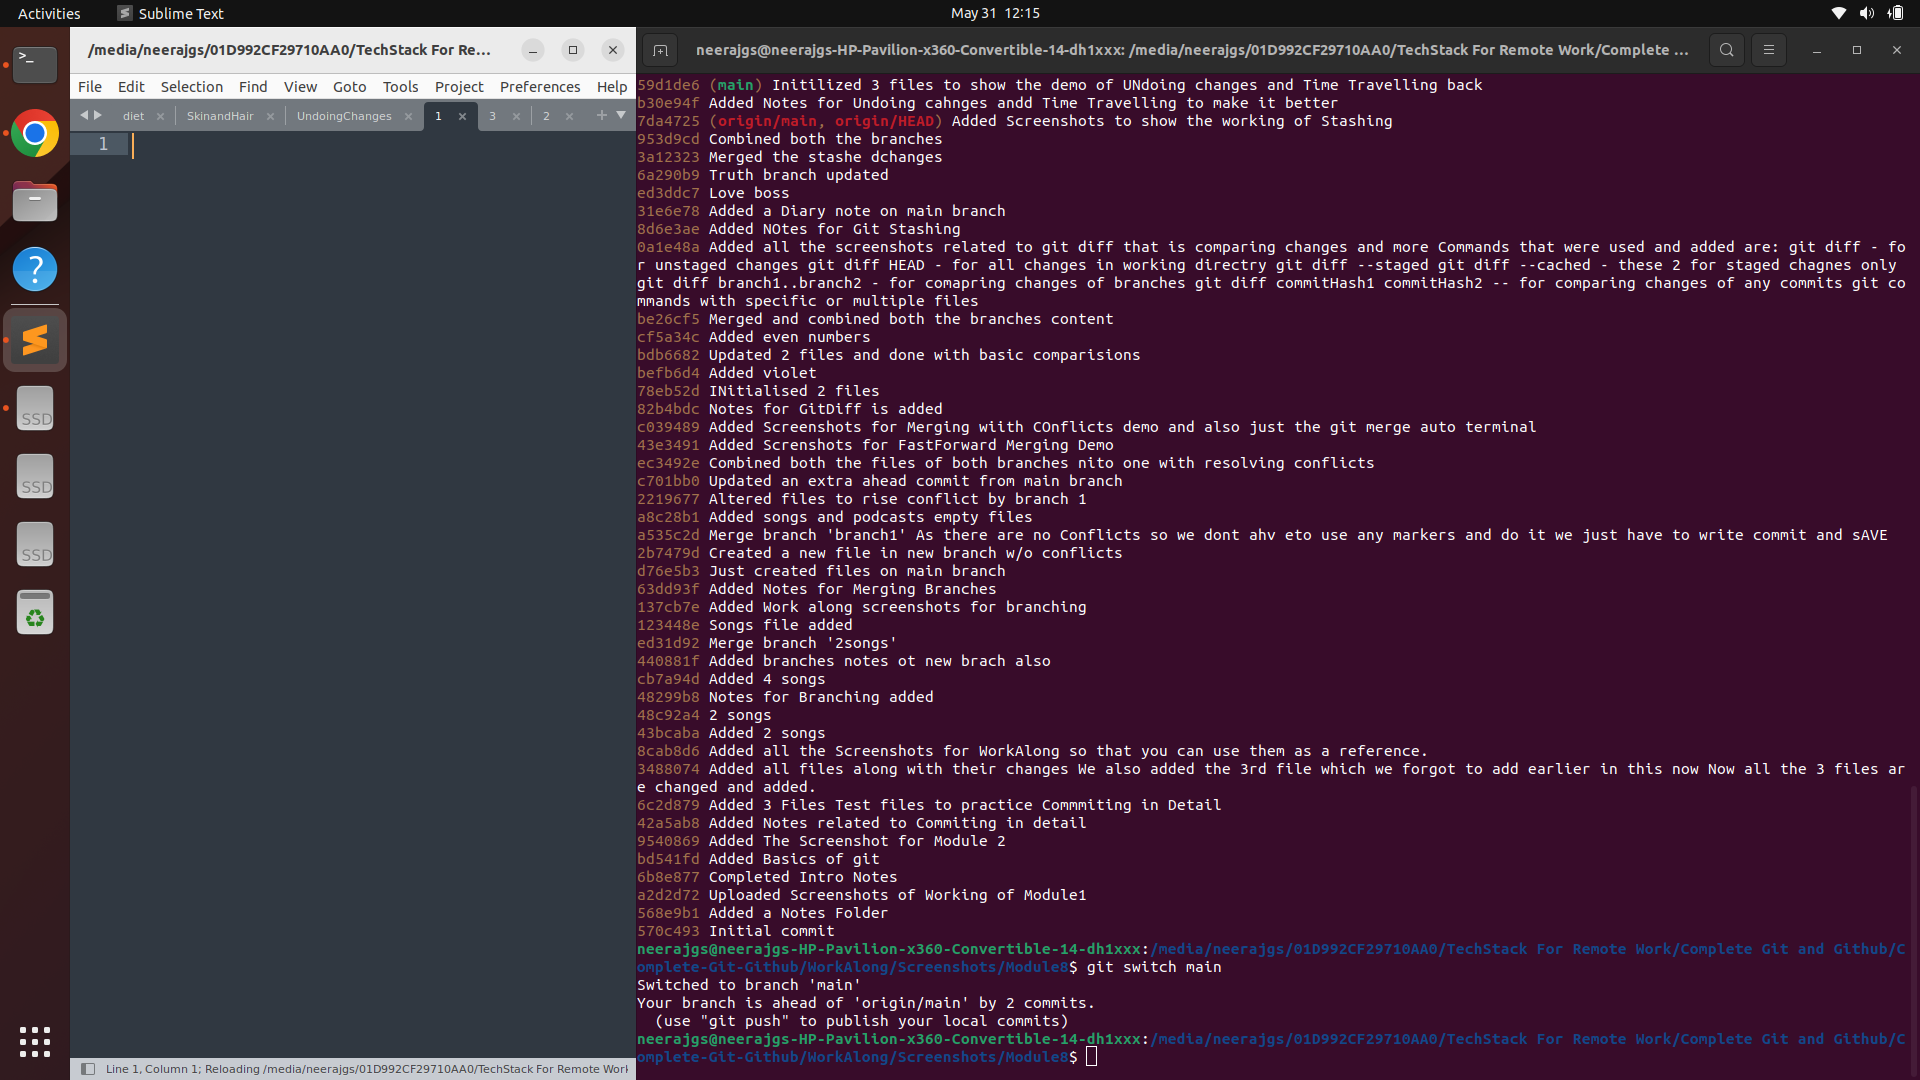 Activities
Sublime Text
May 31 12:15
/media/neerajgs/01D992CF29710AA0/TechStack For Re...
File Edit Selection Find View Goto Tools Project Preferences Help
diet
SkinandHair
UndoingChanges
1
3
2
1
Line 1, Column 1; Reloading /media/neerajgs/01D992CF29710AA0/TechStack For Remote Work
>_
?
SSD
SSD
SSD
neerajgs@neerajgs-HP-Pavilion-x360-Convertible-14-dh1xxx: /media/neerajgs/01D992CF29710AA0/TechStack For Remote Work/Complete ...
59d1de6 (main) Initilized 3 files to show the demo of UNdoing changes and Time Travelling back
b30e94f Added Notes for Undoing cahnges andd Time Travelling to make it better
7da4725 (origin/main, origin/HEAD) Added Screenshots to show the working of Stashing
953d9cd Combined both the branches
3a12323 Merged the stashe dchanges
6a290b9 Truth branch updated
ed3ddc7 Love boss
31e6e78 Added a Diary note on main branch
8d6e3ae Added NOtes for Git Stashing
0a1e48a Added all the screenshots related to git diff that is comparing changes and more Commands that were used and added are: git diff - fo
r unstaged changes git diff HEAD - for all changes in working directry git diff --staged git diff --cached - these 2 for staged chagnes only
git diff branch1..branch2 - for comapring changes of branches git diff commitHash1 commitHash2 -- for comparing changes of any commits git co
mmands with specific or multiple files
be26cf5 Merged and combined both the branches content
cf5a34c Added even numbers
bdb6682 Updated 2 files and done with basic comparisions
befb6d4 Added violet
78eb52d INitialised 2 files
82b4bdc Notes for GitDiff is added
c039489 Added Screenshots for Merging wiith COnflicts demo and also just the git merge auto terminal
43e3491 Added Screnshots for FastForward Merging Demo
ec3492e Combined both the files of both branches nito one with resolving conflicts
c701bb0 Updated an extra ahead commit from main branch
2219677 Altered files to rise conflict by branch 1
a8c28b1 Added songs and podcasts empty files
a535c2d Merge branch 'branch1' As there are no Conflicts so we dont ahv eto use any markers and do it we just have to write commit and sAVE
2b7479d Created a new file in new branch w/o conflicts
d76e5b3 Just created files on main branch
63dd93f Added Notes for Merging Branches
137cb7e Added Work along screenshots for branching
123448e Songs file added
ed31d92 Merge branch '2songs'
440881f Added branches notes ot new brach also
cb7a94d Added 4 songs
48299b8 Notes for Branching added
48c92a4 2 songs
43bcaba Added 2 songs
8cab8d6 Added all the Screenshots for WorkAlong so that you can use them as a reference.
3488074 Added all files along with their changes We also added the 3rd file which we forgot to add earlier in this now Now all the 3 files ar
e changed and added.
6c2d879 Added 3 Files Test files to practice Commmiting in Detail
42a5ab8 Added Notes related to Commiting in detail
9540869 Added The Screenshot for Module 2
bd541fd Added Basics of git
6b8e877 Completed Intro Notes
a2d2d72 Uploaded Screenshots of Working of Module1
568e9b1 Added a Notes Folder
570c493 Initial commit
neerajgs@neerajgs-HP-Pavilion-x360-Convertible-14-dh1xxx:/media/neerajgs/01D992CF29710AA0/TechStack For Remote Work/Complete Git and Github/C
omplete-Git-Github/WorkAlong/Screenshots/Module8$ git switch main
Switched to branch 'main'
Your branch is ahead of 'origin/main' by 2 commits.
(use "git push" to publish your local commits)
neerajgs@neerajgs-HP-Pavilion-x360-Convertible-14-dh1xxx:/media/neerajgs/01D992CF29710AA0/TechStack For Remote Work/Complete Git and Github/C
omplete-Git-Github/WorkAlong/Screenshots/Module8$